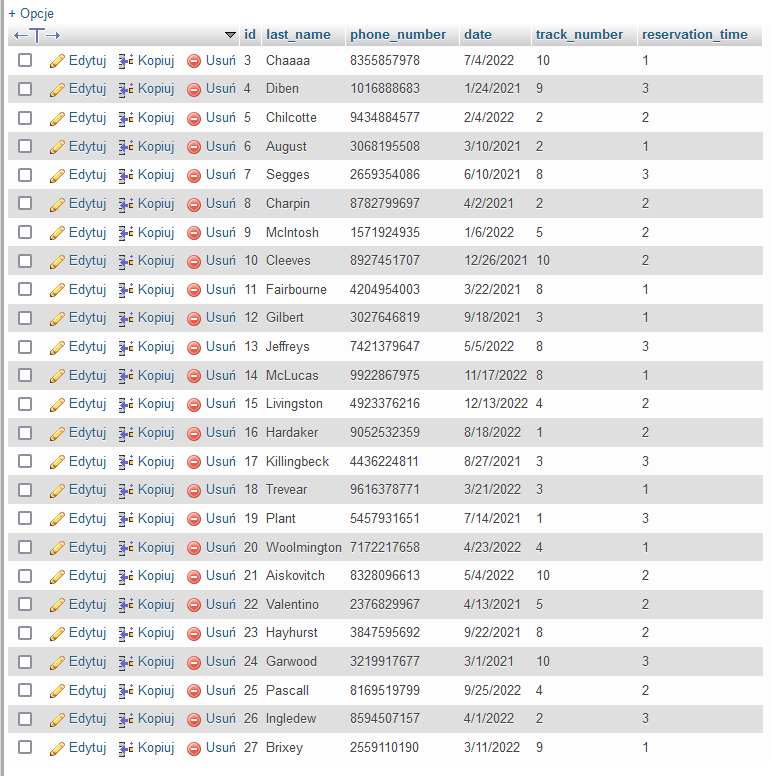 + Opcje
←T→ id last_name phone_number date track_number reservation_time
Edytuj Kopiuj Usuń 3 Chaaaa 8355857978 7/4/2022 10 1
Edytuj Kopiuj Usuń 4 Diben 1016888683 1/24/2021 9 3
Edytuj Kopiuj Usuń 5 Chilcotte 9434884577 2/4/2022 2 2
Edytuj Kopiuj Usuń 6 August 3068195508 3/10/2021 2 1
Edytuj Kopiuj Usuń 7 Segges 2659354086 6/10/2021 8 3
Edytuj Kopiuj Usuń 8 Charpin 8782799697 4/2/2021 2 2
Edytuj Kopiuj Usuń 9 McIntosh 1571924935 1/6/2022 5 2
Edytuj Kopiuj Usuń 10 Cleeves 8927451707 12/26/2021 10 2
Edytuj Kopiuj Usuń 11 Fairbourne 4204954003 3/22/2021 8 1
Edytuj Kopiuj Usuń 12 Gilbert 3027646819 9/18/2021 3 1
Edytuj Kopiuj Usuń 13 Jeffreys 7421379647 5/5/2022 8 3
Edytuj Kopiuj Usuń 14 McLucas 9922867975 11/17/2022 8 1
Edytuj Kopiuj Usuń 15 Livingston 4923376216 12/13/2022 4 2
Edytuj Kopiuj Usuń 16 Hardaker 9052532359 8/18/2022 1 2
Edytuj Kopiuj Usuń 17 Killingbeck 4436224811 8/27/2021 3 3
Edytuj Kopiuj Usuń 18 Trevear 9616378771 3/21/2022 3 1
Edytuj Kopiuj Usuń 19 Plant 5457931651 7/14/2021 1 3
Edytuj Kopiuj Usuń 20 Woolmington 7172217658 4/23/2022 4 1
Edytuj Kopiuj Usuń 21 Aiskovitch 8328096613 5/4/2022 10 2
Edytuj Kopiuj Usuń 22 Valentino 2376829967 4/13/2021 5 2
Edytuj Kopiuj Usuń 23 Hayhurst 3847595692 9/22/2021 8 2
Edytuj Kopiuj Usuń 24 Garwood 3219917677 3/1/2021 10 3
Edytuj Kopiuj Usuń 25 Pascall 8169519799 9/25/2022 4 2
Edytuj Kopiuj Usuń 26 Ingledew 8594507157 4/1/2022 2 3
Edytuj Kopiuj Usuń 27 Brixey 2559110190 3/11/2022 9 1